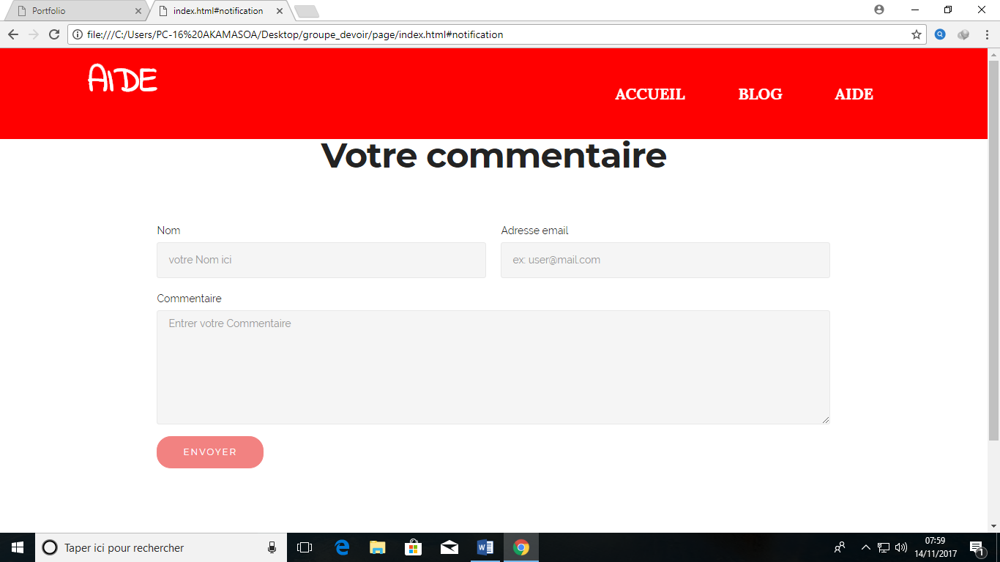 Portfolio
index.html#notification
file:///C:/Users/PC-16%20AKAMASOA/Desktop/groupe_devoir/page/index.html#notification
AIDE
ACCUEIL BLOG AIDE
Votre commentaire
Nom
Adresse email
votre Nom ici
ex: user@mail.com
Commentaire
Entrer votre Commentaire
ENVOYER
Taper ici pour rechercher
07:59
14/11/2017
1